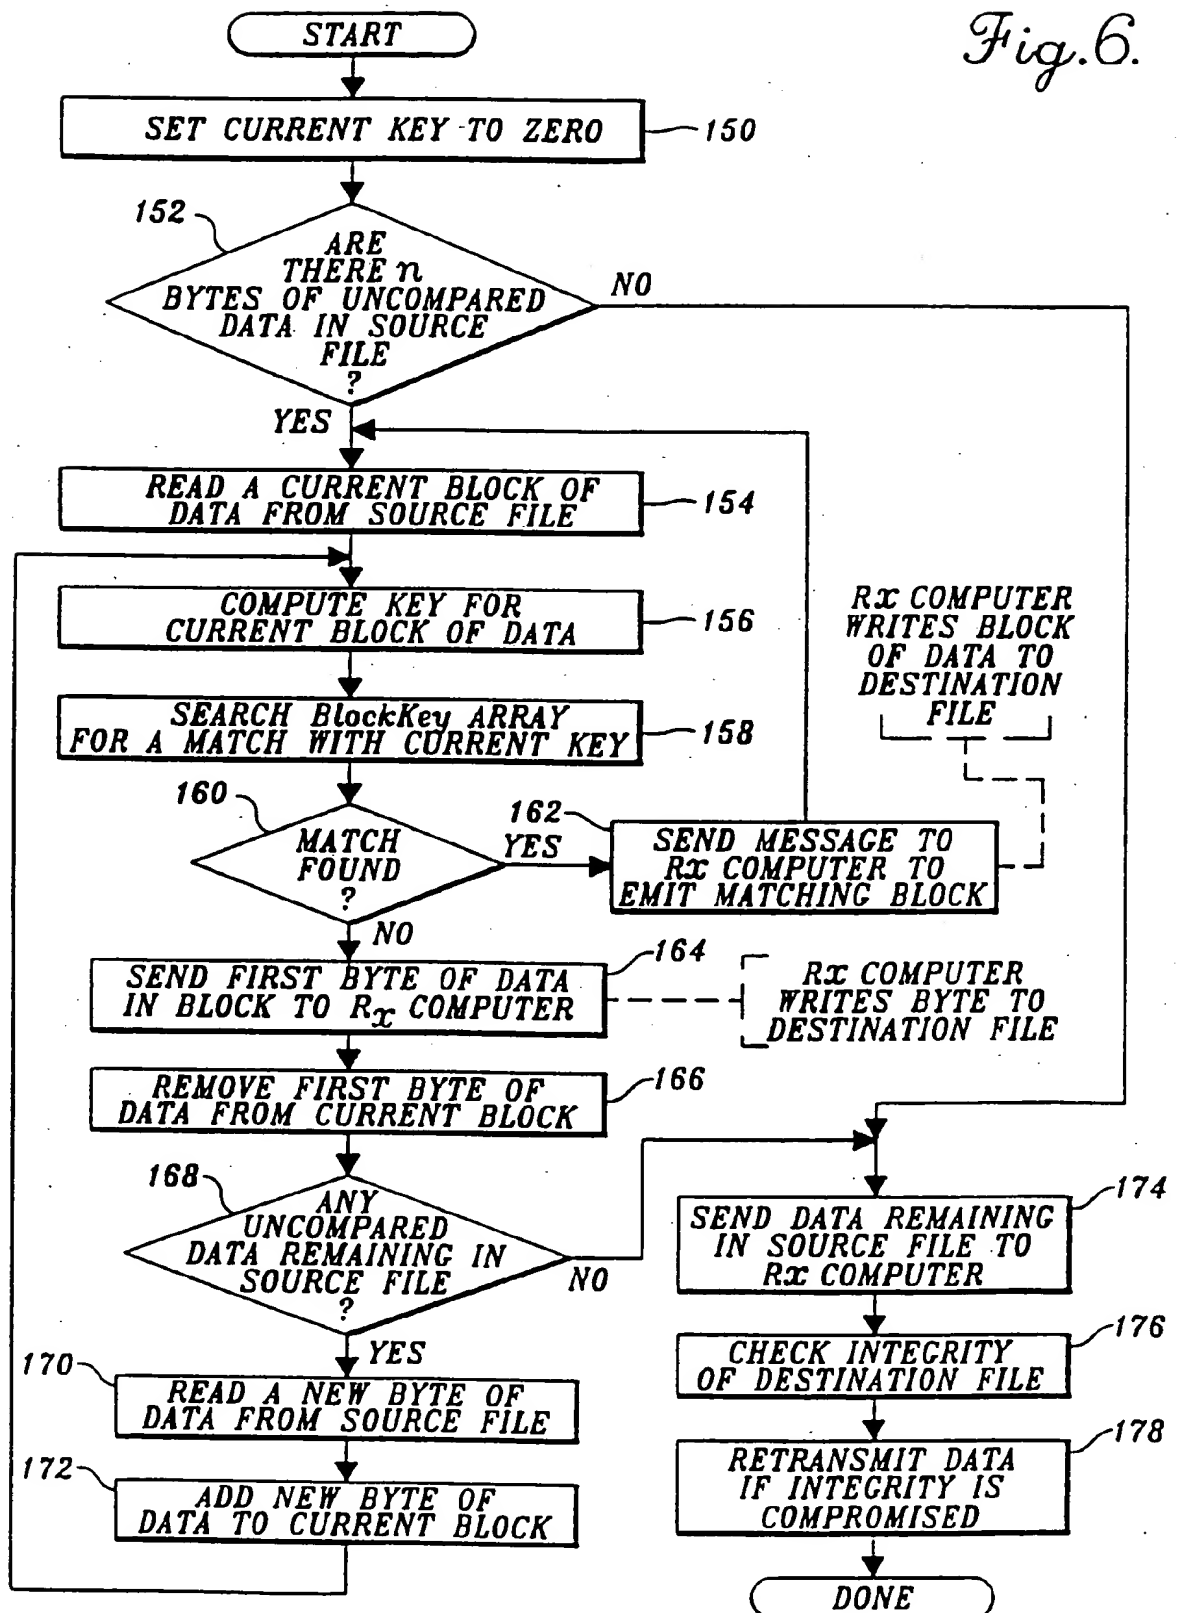 START
Fig. 6.
SET CURRENT KEY TO ZERO
150
152
ARE
THERE n
BYTES OF UNCOMPARED
DATA IN SOURCE
FILE
?
NO
YES
READ A CURRENT BLOCK OF
DATA FROM SOURCE FILE
154
COMPUTE KEY FOR
CURRENT BLOCK OF DATA
156
RX COMPUTER
WRITES BLOCK
OF DATA TO
DESTINATION
FILE
SEARCH BlockKey ARRAY
FOR A MATCH WITH CURRENT KEY
158
160
MATCH
FOUND
?
YES
162
SEND MESSAGE TO
RX COMPUTER TO
EMIT MATCHING BLOCK
NO
SEND FIRST BYTE OF DATA
IN BLOCK TO Rx COMPUTER
164
RX COMPUTER
WRITES BYTE TO
DESTINATION FILE
REMOVE FIRST BYTE OF
DATA FROM CURRENT BLOCK
166
168
ANY
UNCOMPARED
DATA REMAINING IN
SOURCE FILE
?
NO
YES
170
READ A NEW BYTE OF
DATA FROM SOURCE FILE
172
ADD NEW BYTE OF
DATA TO CURRENT BLOCK
174
SEND DATA REMAINING
IN SOURCE FILE TO
RX COMPUTER
176
CHECK INTEGRITY
OF DESTINATION FILE
178
RETRANSMIT DATA
IF INTEGRITY IS
COMPROMISED
DONE